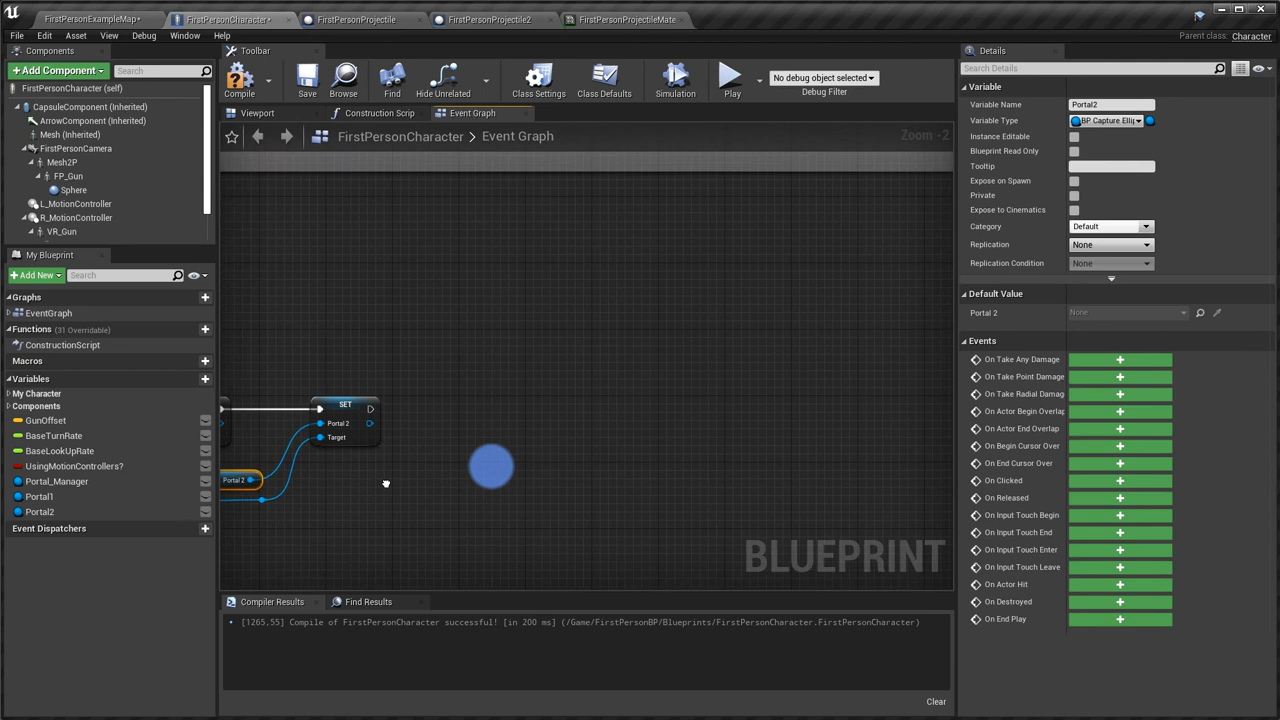 FirstPersonExampleMap*
FirstPersonCharacter*
FirstPersonProjectile
FirstPersonProjectile2
FirstPersonProjectileMate
File Edit Asset View Debug Window Help
Parent class: Character
Components
+Add Component
Search
FirstPersonCharacter (self)
CapsuleComponent (Inherited)
ArrowComponent (Inherited)
Mesh (Inherited)
FirstPersonCamera
Mesh2P
FP_Gun
Sphere
L_MotionController
R_MotionController
VR_Gun
My Blueprint
+Add New
Search
Graphs
EventGraph
Functions (31 Overridable)
ConstructionScript
Macros
Variables
My Character
Components
GunOffset
BaseTurnRate
BaseLookUpRate
UsingMotionControllers?
Portal_Manager
Portal1
Portal2
Event Dispatchers
Toolbar
Compile
Save
Browse
Find
Hide Unrelated
Class Settings
Class Defaults
Simulation
Play
No debug object selected
Debug Filter
Viewport
Construction Scrip
Event Graph
FirstPersonCharacter > Event Graph
Zoom -2
SET
Portal 2
Target
Portal 2
BLUEPRINT
Compiler Results
Find Results
[1265,55] Compile of FirstPersonCharacter successful! [in 200 ms] (/Game/FirstPersonBP/Blueprints/FirstPersonCharacter.FirstPersonCharacter)
Clear
Details
Search Details
Variable
Variable Name Portal2
Variable Type BP Capture Ellip
Instance Editable
Blueprint Read Only
Tooltip
Expose on Spawn
Private
Expose to Cinematics
Category Default
Replication None
Replication Condition None
Default Value
Portal 2 None
Events
On Take Any Damage
On Take Point Damage
On Take Radial Damag
On Actor Begin Overlap
On Actor End Overlap
On Begin Cursor Over
On End Cursor Over
On Clicked
On Released
On Input Touch Begin
On Input Touch End
On Input Touch Enter
On Input Touch Leave
On Actor Hit
On Destroyed
On End Play